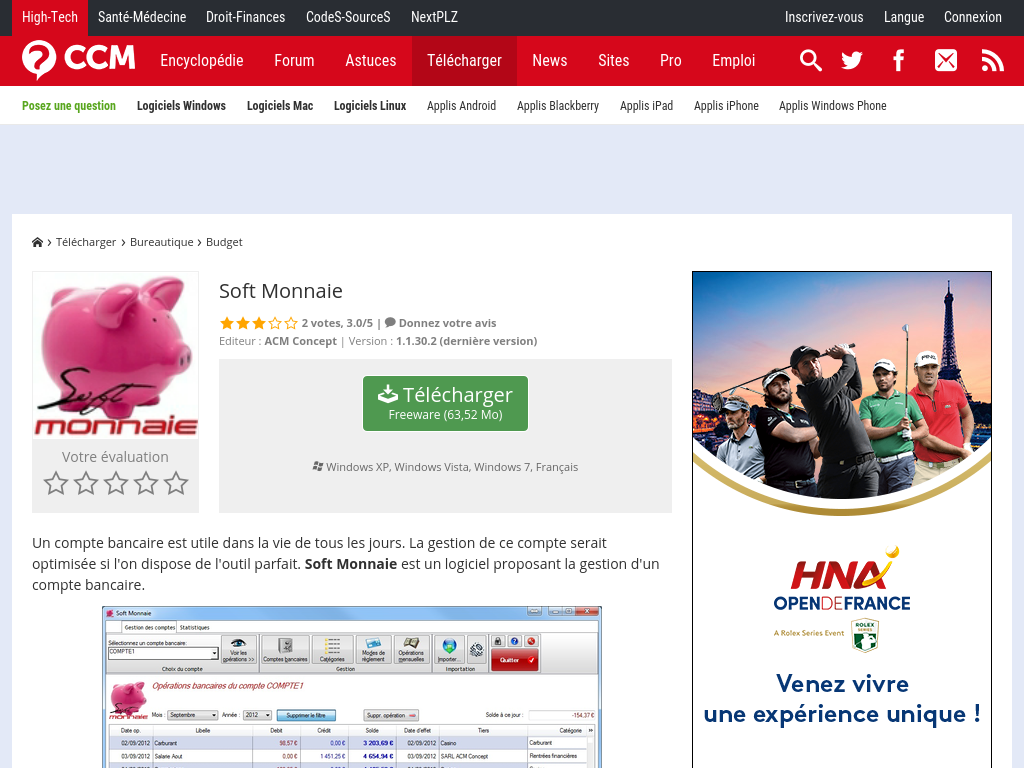 High-Tech Santé-Médecine Droit-Finances CodeS-SourceS NextPLZ Inscrivez-vous Langue Connexion
CCM Encyclopédie Forum Astuces Télécharger News Sites Pro Emploi
Posez une question Logiciels Windows Logiciels Mac Logiciels Linux Applis Android Applis Blackberry Applis iPad Applis iPhone Applis Windows Phone
Télécharger Bureautique Budget
Soft monnaie
Votre évaluation
Soft Monnaie
2 votes, 3.0/5 | Donnez votre avis
Editeur : ACM Concept | Version : 1.1.30.2 (dernière version)
Télécharger
Freeware (63,52 Mo)
Windows XP, Windows Vista, Windows 7, Français
Un compte bancaire est utile dans la vie de tous les jours. La gestion de ce compte serait
optimisée si l'on dispose de l'outil parfait. Soft Monnaie est un logiciel proposant la gestion d'un
compte bancaire.
Soft Monnaie
Gestion des comptes Statistiques
Sélectionnez un compte bancaire:
COMPTE1
Choix du compte
Voir les
opérations >>
Comptes bancaires
Catégories
Modes de
règlement
Opérations
mensuelles
Gestion
Importer...
Importation
Quitter
Opérations bancaires du compte COMPTE1
monnaie
Mois : Septembre Année : 2012 Supprimer le filtre Suppr. opération Solde à ce jour : -154,37 €
Date op. Libelle Debit Crédit Solde Date d'effet Tiers Catégorie
02/09/2012 Carburant 98,57 € 0,00 € 3 203,69 € 02/09/2012 Casino Carburant
03/09/2012 Salaire Aout 0,00 € 1 451,25 € 4 654,94 € 03/09/2012 SARL ACM Concept Rentrées financières
PING
HNA
OPENDEFRANCE
A Rolex Series Event
ROLEX
SERIES
Venez vivre
une expérience unique !